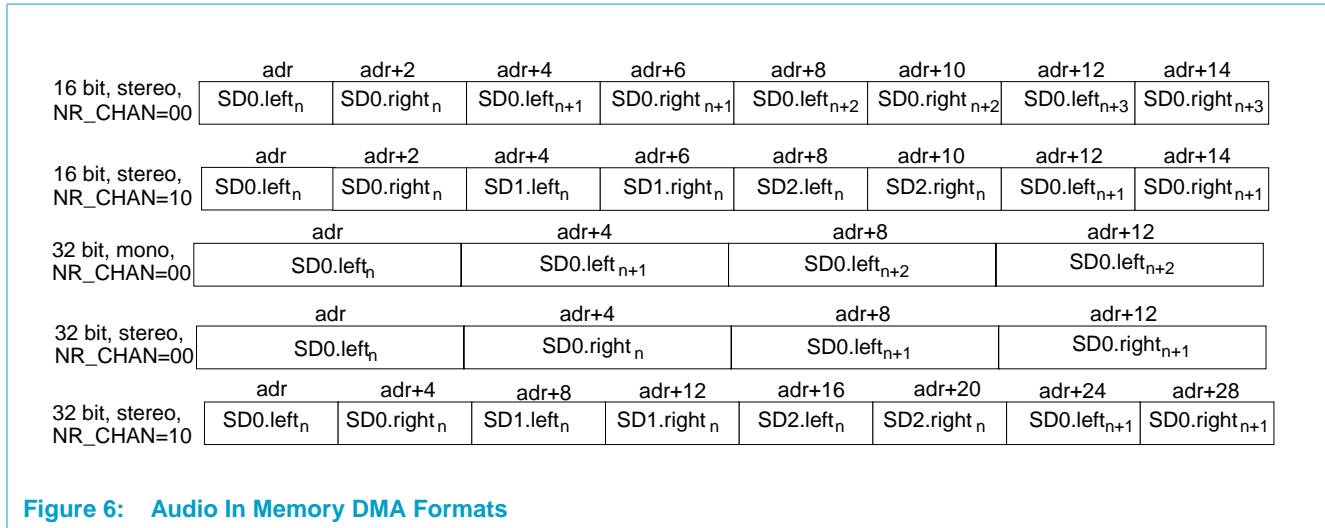 adr adr+2 adr+4 adr+6 adr+8 adr+10 adr+12 adr+14
16 bit, stereo,
NR_CHAN=00
SD0.leftn SD0.rightn SD0.leftn+1 SD0.rightn+1 SD0.leftn+2 SD0.rightn+2 SD0.leftn+3 SD0.rightn+3
adr adr+2 adr+4 adr+6 adr+8 adr+10 adr+12 adr+14
16 bit, stereo,
NR_CHAN=10
SD0.leftn SD0.rightn SD1.leftn SD1.rightn SD2.leftn SD2.rightn SD0.leftn+1 SD0.rightn+1
adr adr+4 adr+8 adr+12
32 bit, mono,
NR_CHAN=00
SD0.leftn SD0.leftn+1 SD0.leftn+2 SD0.leftn+2
adr adr+4 adr+8 adr+12
32 bit, stereo,
NR_CHAN=00
SD0.leftn SD0.rightn SD0.leftn+1 SD0.rightn+1
adr adr+4 adr+8 adr+12 adr+16 adr+20 adr+24 adr+28
32 bit, stereo,
NR_CHAN=10
SD0.leftn SD0.rightn SD1.leftn SD1.rightn SD2.leftn SD2.rightn SD0.leftn+1 SD0.rightn+1
Figure 6: Audio In Memory DMA Formats